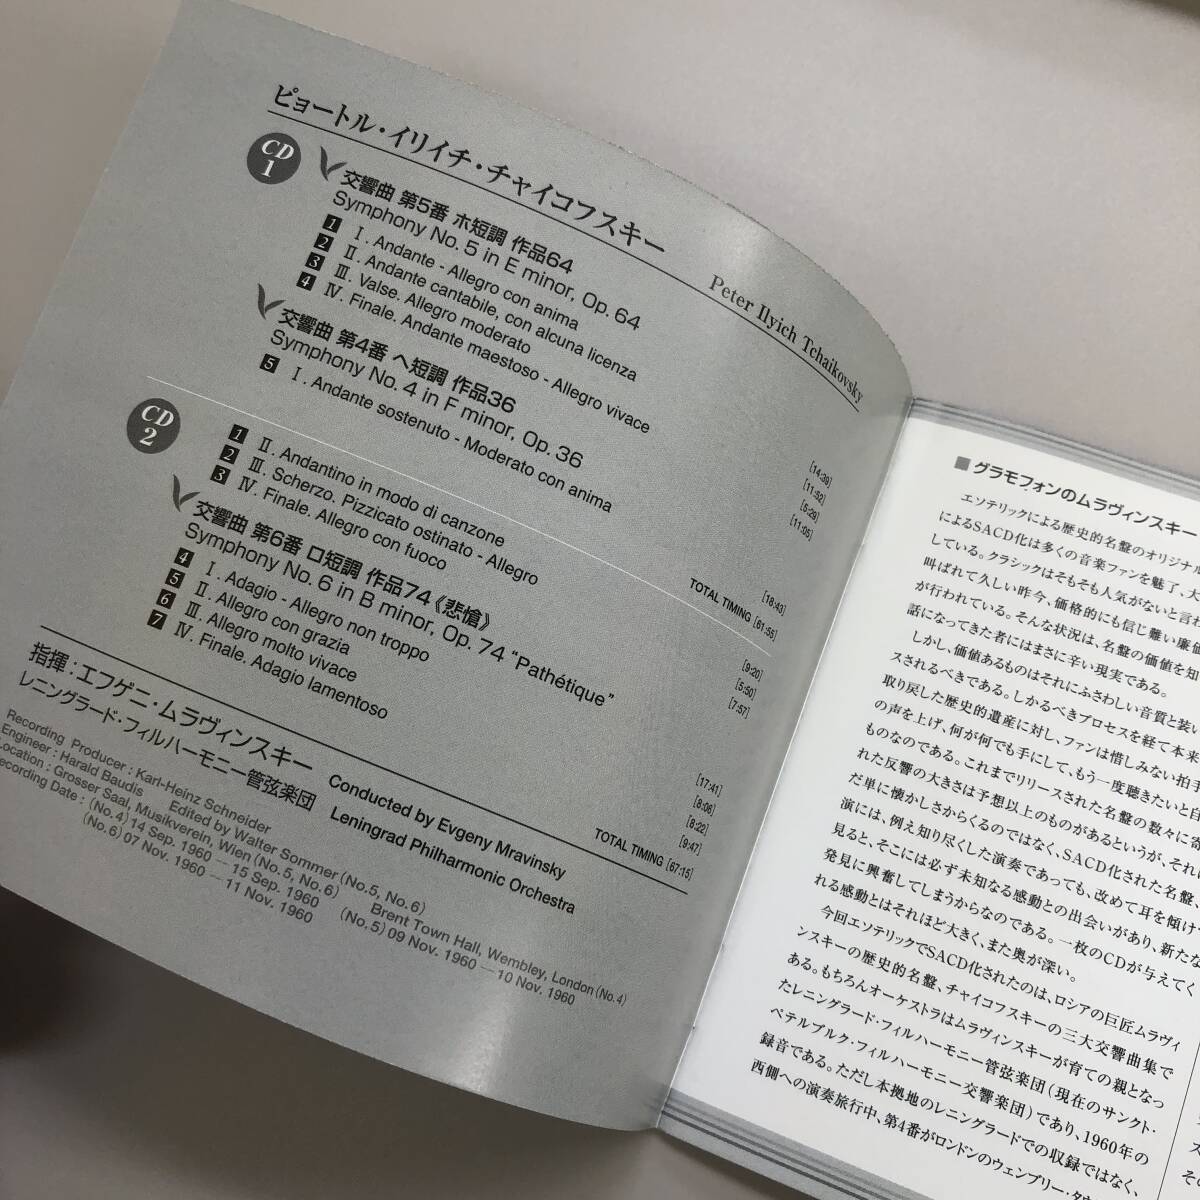 ピョートル・イリイチ・チャイコフスキー
Peter Ilyich Tchaikovsky
CD
1
交響曲 第5番 ホ短調 作品64
Symphony No. 5 in E minor, Op. 64
1 Ⅰ. Andante - Allegro con anima [14:39]
2 Ⅱ. Andante cantabile, con alcuna licenza [11:52]
3 Ⅲ. Valse. Allegro moderato [5:29]
4 Ⅳ. Finale. Andante maestoso - Allegro vivace [11:05]
交響曲 第4番 ヘ短調 作品36
Symphony No. 4 in F minor, Op. 36
5 Ⅰ. Andante sostenuto - Moderato con anima [18:43]
TOTAL TIMING [61:56]
CD
2
1 Ⅱ. Andantino in modo di canzone [9:20]
2 Ⅲ. Scherzo. Pizzicato ostinato - Allegro [5:50]
3 Ⅳ. Finale. Allegro con fuoco [7:57]
交響曲 第6番 ロ短調 作品74《悲愴》
Symphony No. 6 in B minor, Op. 74 “Pathétique”
4 Ⅰ. Adagio - Allegro non troppo [17:41]
5 Ⅱ. Allegro con grazia [8:06]
6 Ⅲ. Allegro molto vivace [8:22]
7 Ⅳ. Finale. Adagio lamentoso [9:47]
TOTAL TIMING [67:15]
指揮：エフゲニ・ムラヴィンスキー Conducted by Evgeny Mravinsky
レニングラード・フィルハーモニー管弦楽団 Leningrad Philharmonic Orchestra
Recording Producer : Karl-Heinz Schneider
Engineer : Harald Baudis Edited by Walter Sommer (No.5, No.6)
Location : Grosser Saal, Musikverein, Wien (No.5, No.6) Brent Town Hall, Wembley, London (No.4)
ecording Date : (No.4) 14 Sep. 1960 — 15 Sep. 1960 (No.5) 09 Nov. 1960 — 10 Nov. 1960
(No.6) 07 Nov. 1960 — 11 Nov. 1960
■ グラモフォンのムラヴィンスキー
エソテリックによる歴史的名盤のオリジナル
によるSACD化は多くの音楽ファンを魅了、大
している。クラシックはそもそも人気がないと言わ
叫ばれて久しい昨今、価格的にも信じ難い廉価
が行われている。そんな状況は、名盤の価値を知
話になってきた者にはまさに辛い現実である。
しかし、価値あるものはそれにふさわしい音質と装い
スされるべきである。しかるべきプロセスを経て本来
取り戻した歴史的遺産に対し、ファンは惜しみない拍手
の声を上げ、何が何でも手にして、もう一度聴きたいと自
ものなのである。これまでリリースされた名盤の数々に寄
れた反響の大きさは予想以上のものがあるというが、それは
だ単に懐かしさからくるのではなく、SACD化された名盤、
演には、例え知り尽くした演奏であっても、改めて耳を傾け
見ると、そこには必ず未知なる感動との出会いがあり、新たな
発見に興奮してしまうからなのである。一枚のCDが与えてく
れる感動とはそれほど大きく、また奥が深い。
今回エソテリックでSACD化されたのは、ロシアの巨匠ムラヴィ
ンスキーの歴史的名盤、チャイコフスキーの三大交響曲集で
ある。もちろんオーケストラはムラヴィンスキーが育ての親となっ
たレニングラード・フィルハーモニー管弦楽団（現在のサンクト・
ペテルブルク・フィルハーモニー交響楽団）であり、1960年の
録音である。ただし本拠地のレニングラードでの収録ではなく、
西側への演奏旅行中、第4番がロンドンのウェンブリー・タウ